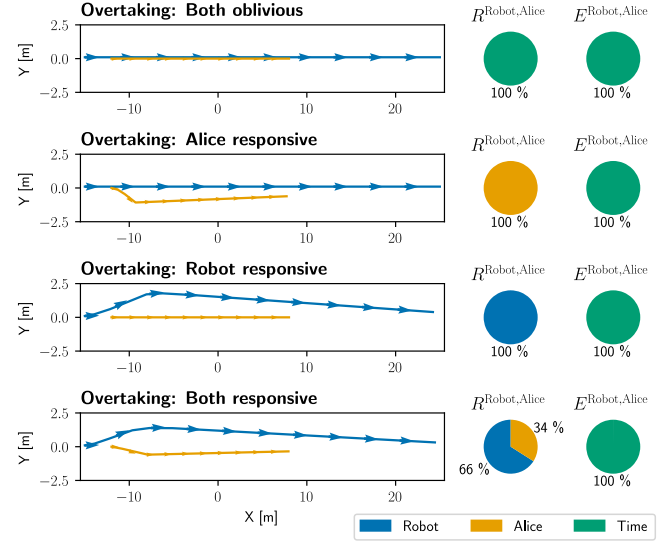 Overtaking: Both oblivious
R^Robot,Alice
E^Robot,Alice
2.5
0.0
−2.5
Y [m]
−10
0
10
20
100 %
100 %
Overtaking: Alice responsive
R^Robot,Alice
E^Robot,Alice
2.5
0.0
−2.5
Y [m]
−10
0
10
20
100 %
100 %
Overtaking: Robot responsive
R^Robot,Alice
E^Robot,Alice
2.5
0.0
−2.5
Y [m]
−10
0
10
20
100 %
100 %
Overtaking: Both responsive
R^Robot,Alice
E^Robot,Alice
2.5
0.0
−2.5
Y [m]
−10
0
10
20
X [m]
34 %
66 %
100 %
Robot
Alice
Time